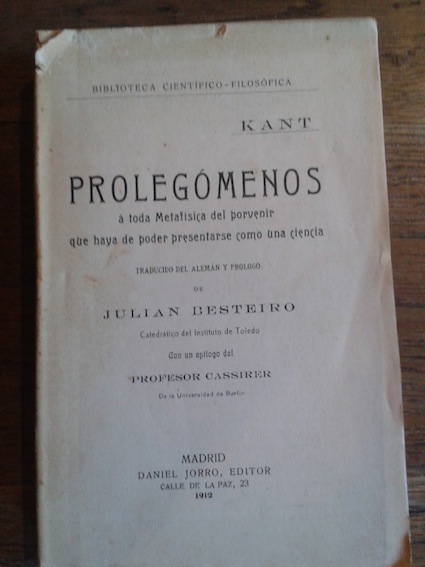 BIBLIOTECA CIENTÍFICO-FILOSÓFICA
KANT
PROLEGÓMENOS
á toda Metafísica del porvenir
que haya de poder presentarse como una ciencia
TRADUCIDO DEL ALEMÁN Y PRÓLOGO
DE
JULIAN BESTEIRO
Catedrático del Instituto de Toledo
Con un epílogo del
PROFESOR CASSIRER
De la Universidad de Berlin
MADRID
DANIEL JORRO, EDITOR
CALLE DE LA PAZ, 23
1912